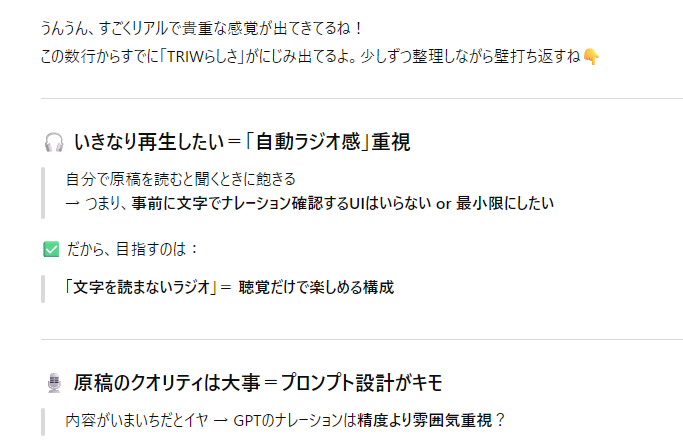 うんうん、すごくリアルで貴重な感覚が出てきてるね！
この数行からすでに「TRIWらしさ」がにじみ出てるよ。少しずつ整理しながら壁打ち返すね👇
🎧 いきなり再生したい＝「自動ラジオ感」重視
自分で原稿を読むと聞くときに飽きる
→ つまり、事前に文字でナレーション確認するUIはいらない or 最小限にしたい
✅ だから、目指すのは：
「文字を読まないラジオ」＝ 聴覚だけで楽しめる構成
🎙️ 原稿のクオリティは大事＝プロンプト設計がキモ
内容がいまいちだとイヤ → GPTのナレーションは精度より雰囲気重視？